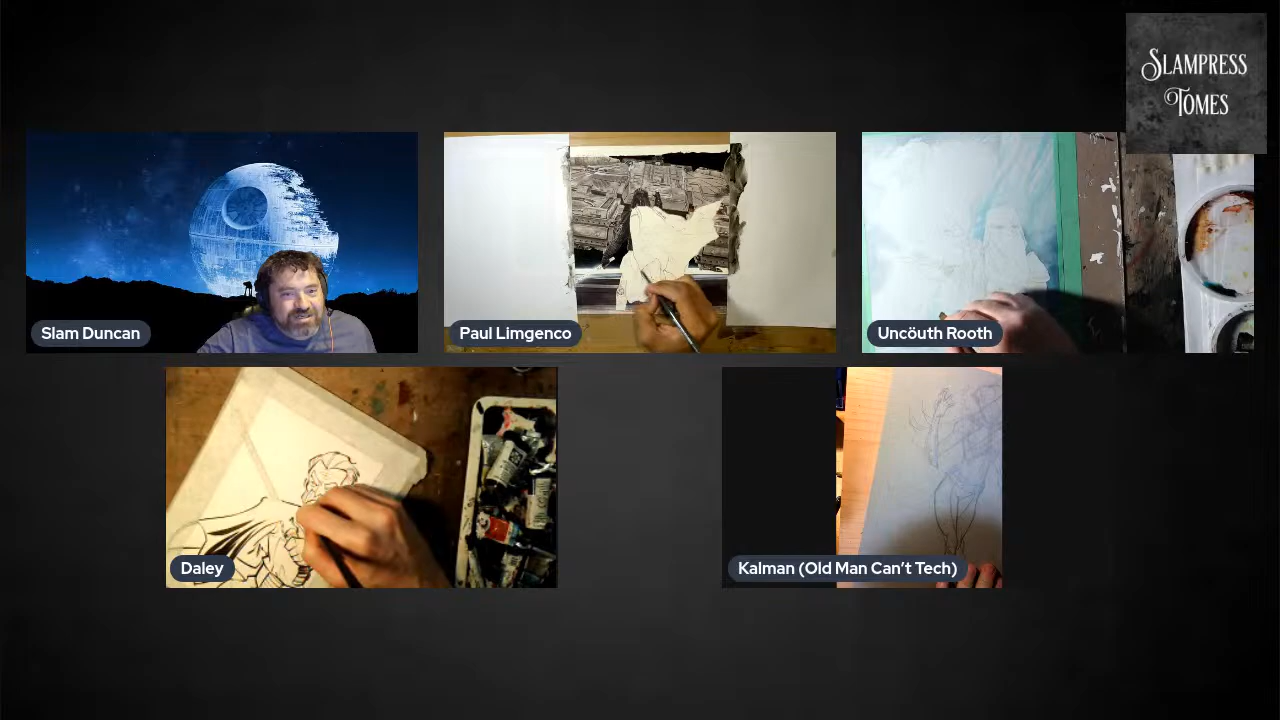 SLAMPRESS
TOMES
Slam Duncan
Paul Limgenco
Uncöuth Rooth
Daley
Kalman (Old Man Can't Tech)